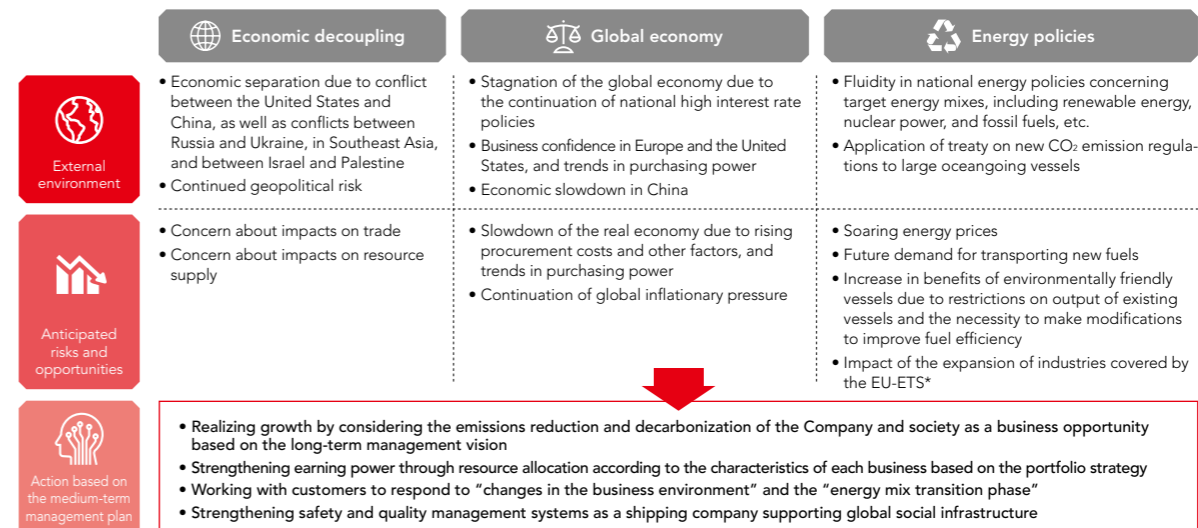 Economic decoupling
Global economy
Energy policies
External
environment
• Economic separation due to conflict
between the United States and
China, as well as conflicts between
Russia and Ukraine, in Southeast Asia,
and between Israel and Palestine
• Continued geopolitical risk
• Stagnation of the global economy due to
the continuation of national high interest rate
policies
• Business confidence in Europe and the United
States, and trends in purchasing power
• Economic slowdown in China
• Fluidity in national energy policies concerning
target energy mixes, including renewable energy,
nuclear power, and fossil fuels, etc.
• Application of treaty on new CO₂ emission regula-
tions to large oceangoing vessels
Anticipated
risks and
opportunities
• Concern about impacts on trade
• Concern about impacts on resource
supply
• Slowdown of the real economy due to rising
procurement costs and other factors, and
trends in purchasing power
• Continuation of global inflationary pressure
• Soaring energy prices
• Future demand for transporting new fuels
• Increase in benefits of environmentally friendly
vessels due to restrictions on output of existing
vessels and the necessity to make modifications
to improve fuel efficiency
• Impact of the expansion of industries covered by
the EU-ETS*
Action based on
the medium-term
management plan
• Realizing growth by considering the emissions reduction and decarbonization of the Company and society as a business opportunity
based on the long-term management vision
• Strengthening earning power through resource allocation according to the characteristics of each business based on the portfolio strategy
• Working with customers to respond to “changes in the business environment” and the “energy mix transition phase”
• Strengthening safety and quality management systems as a shipping company supporting global social infrastructure